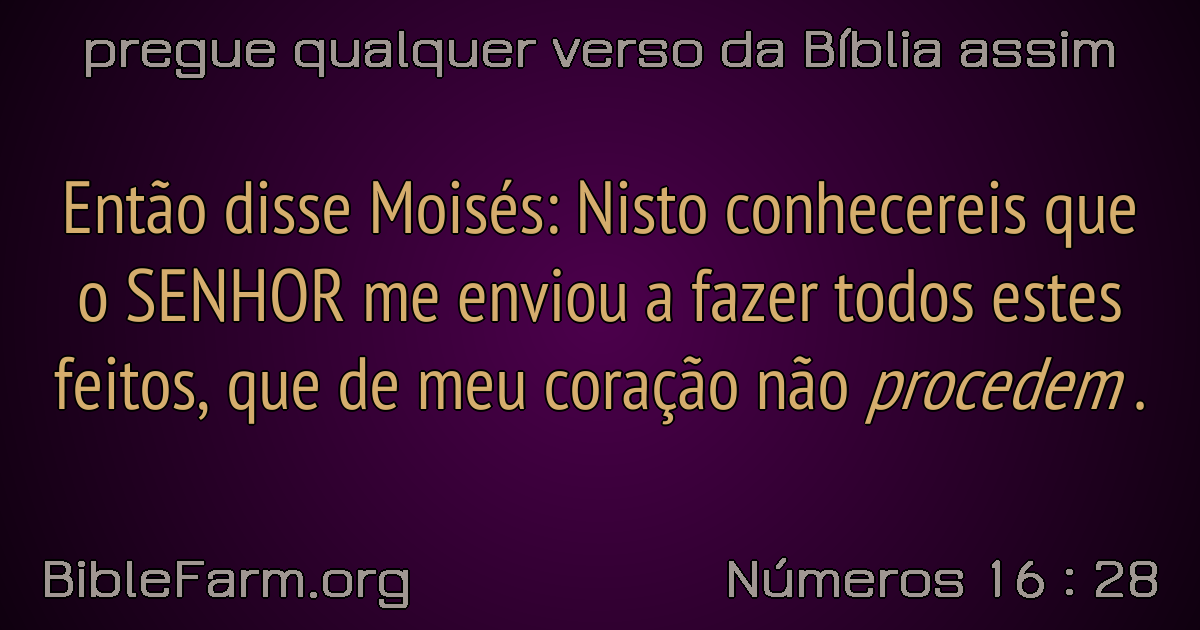 pregue qualquer verso da Bíblia assim
Então disse Moisés: Nisto conhecereis que
o SENHOR me enviou a fazer todos estes
feitos, que de meu coração não procedem .
BibleFarm.org
Números 16 : 28